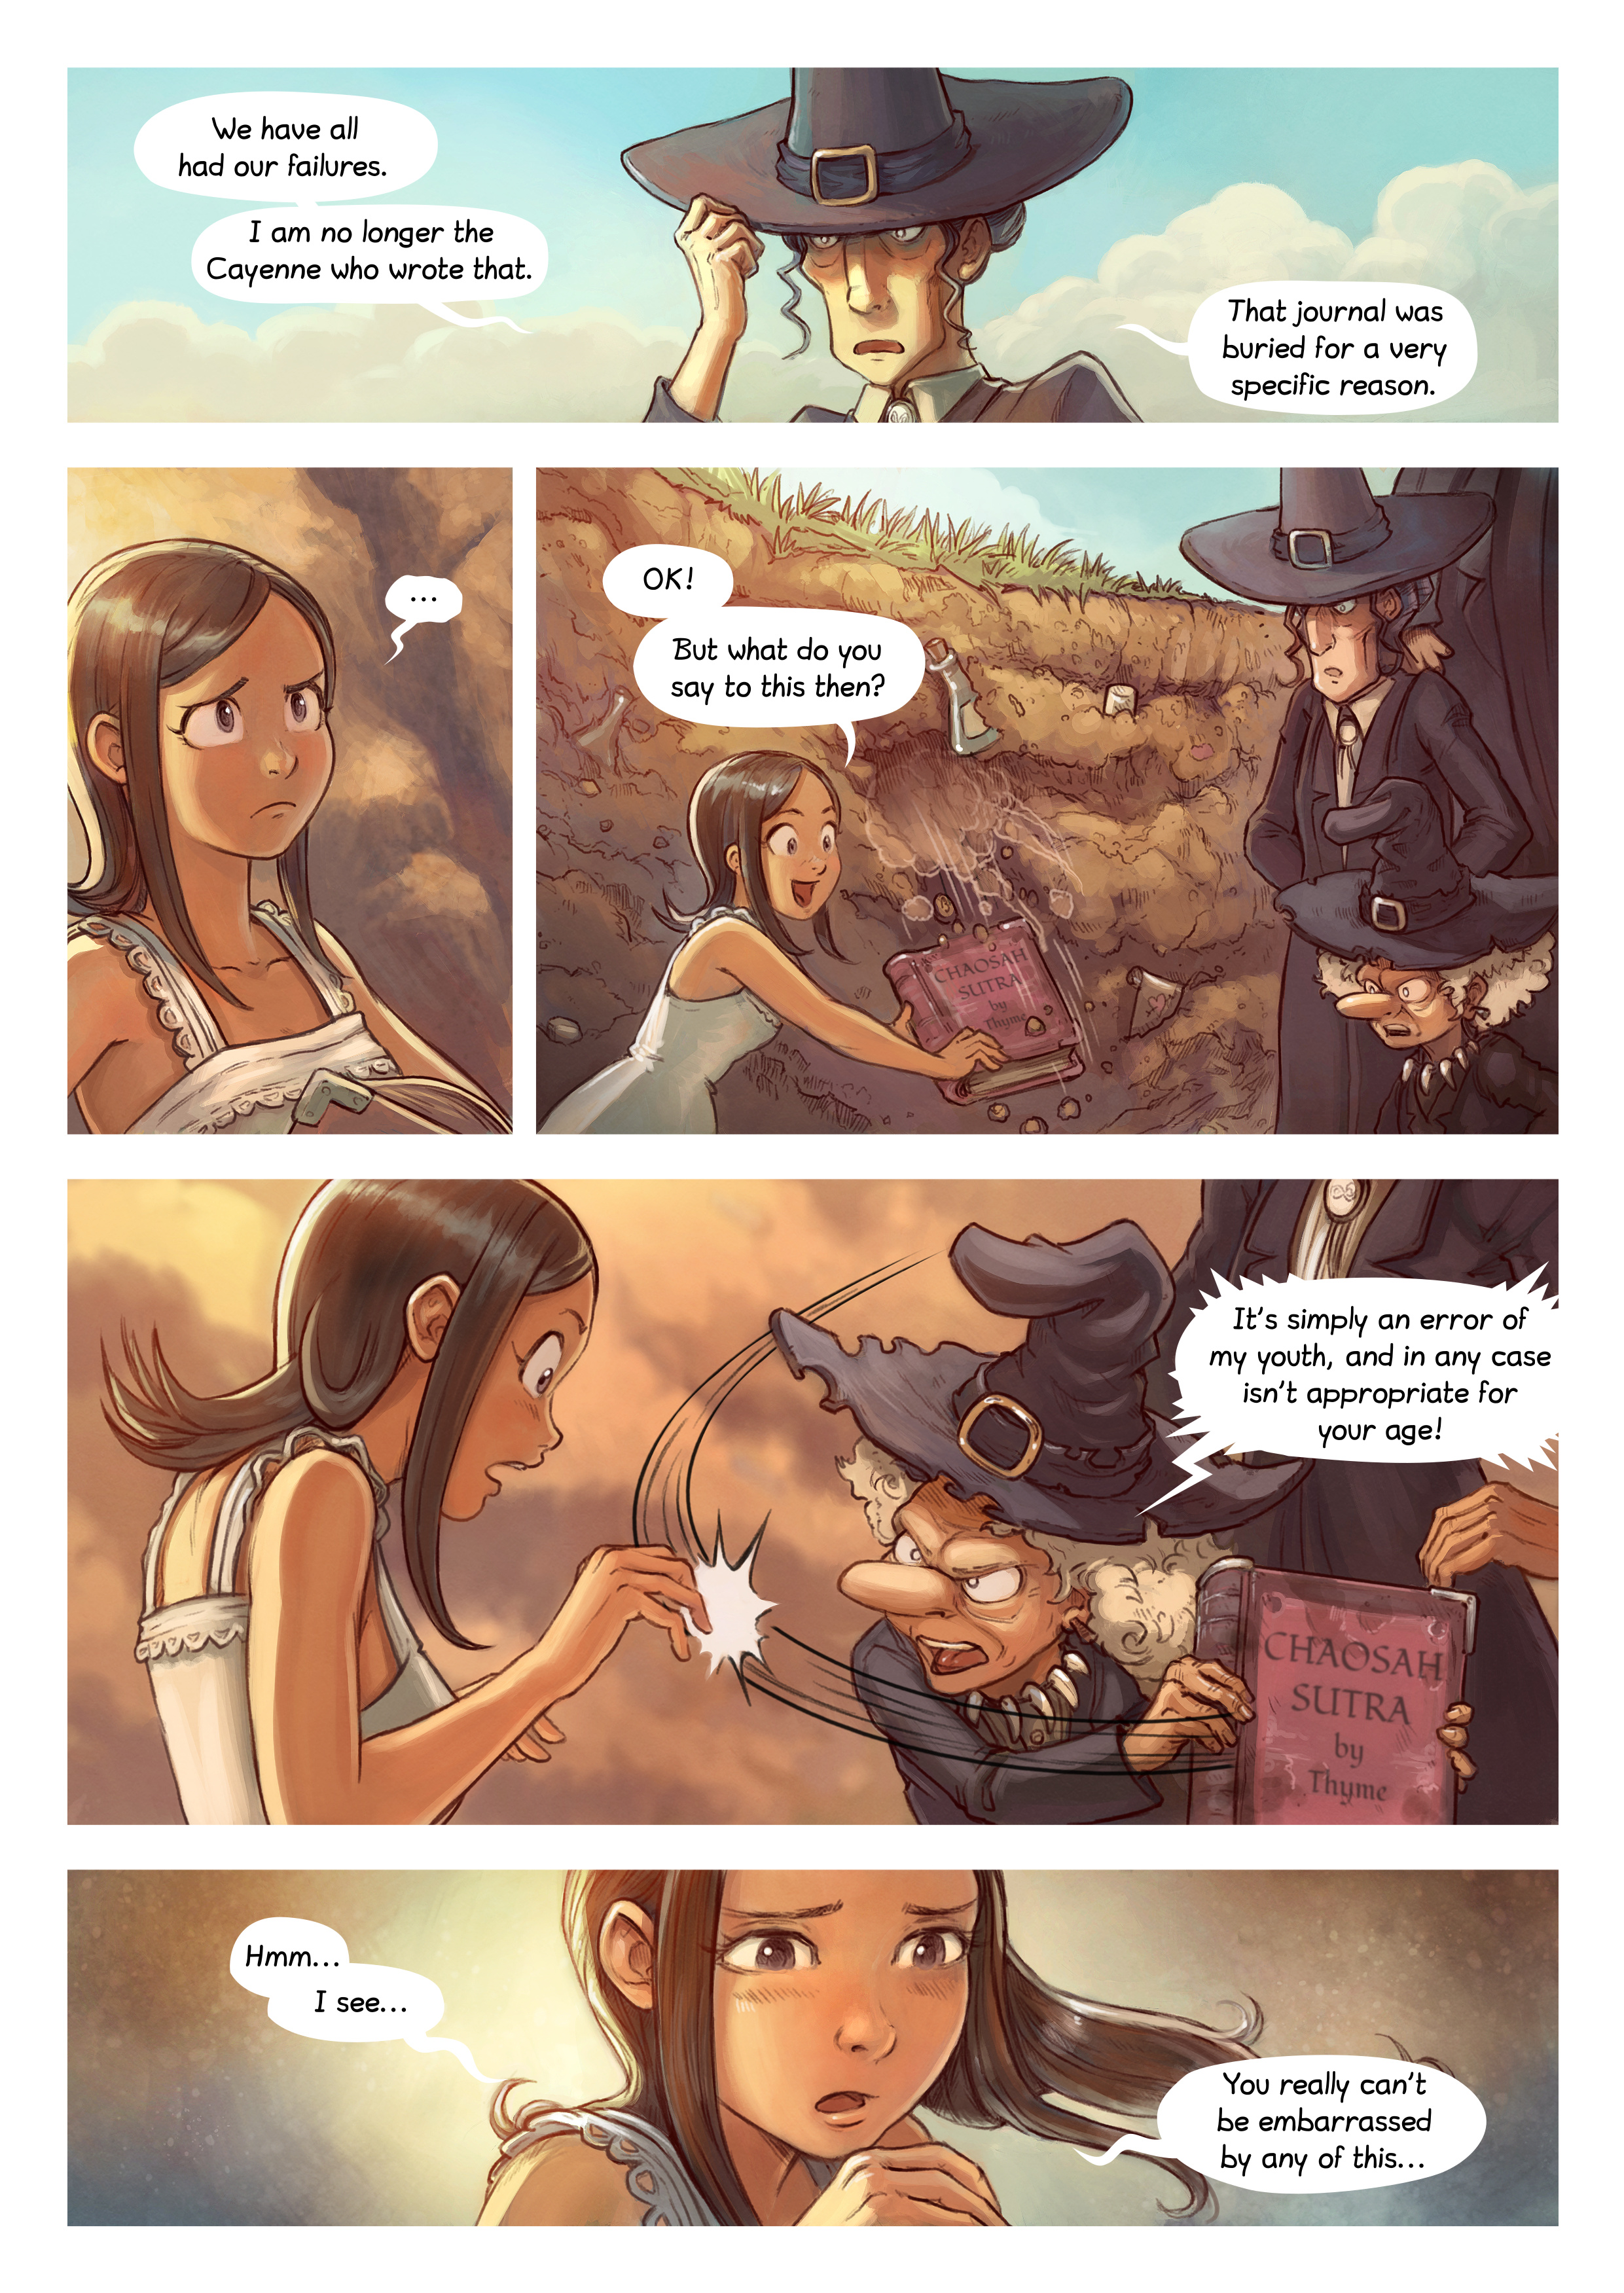 We have all
had our failures.
I am no longer the
Cayenne who wrote that.
That journal was
buried for a very
specific reason.
...
OK!
But what do you
say to this then?
CHAOSAH
SUTRA
by
Thyme
It's simply an error of
my youth, and in any case
isn't appropriate for
your age!
CHAOSAH
SUTRA
by
Thyme
Hmm...
I see...
You really can't
be embarrassed
by any of this...